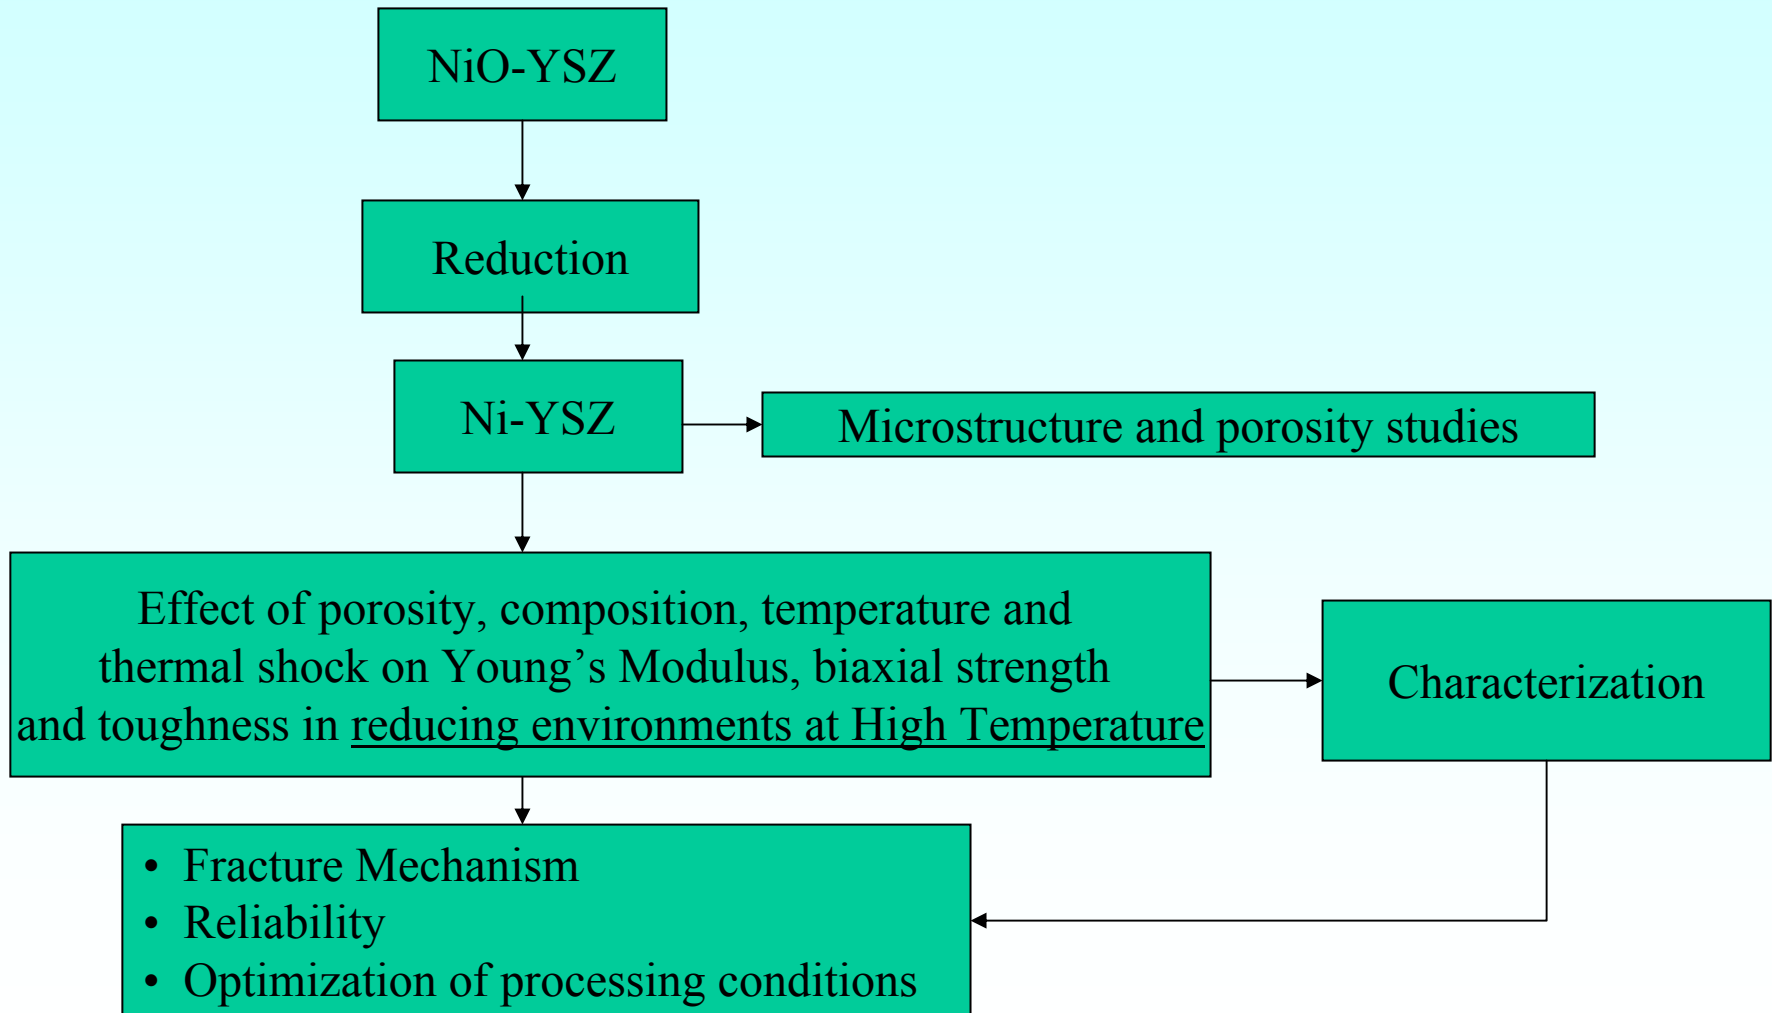 NiO-YSZ
Reduction
Ni-YSZ
Microstructure and porosity studies
Effect of porosity, composition, temperature and
thermal shock on Young’s Modulus, biaxial strength
and toughness in reducing environments at High Temperature
Characterization
• Fracture Mechanism
• Reliability
• Optimization of processing conditions